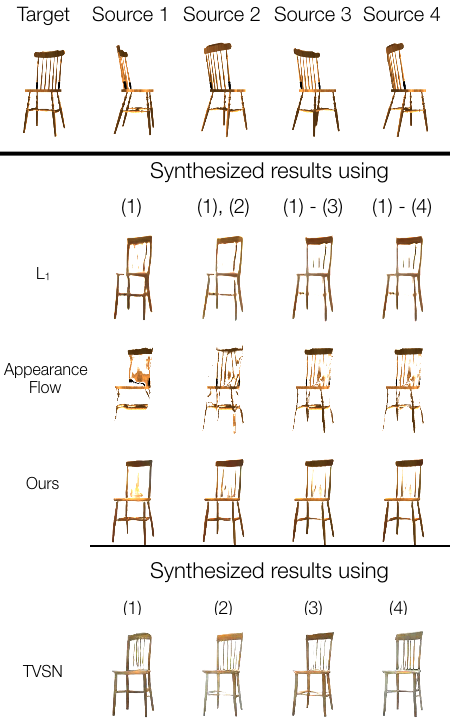 Target Source 1 Source 2 Source 3 Source 4
Synthesized results using
(1) (1), (2) (1) - (3) (1) - (4)
L₁
Appearance
Flow
Ours
Synthesized results using
(1) (2) (3) (4)
TVSN